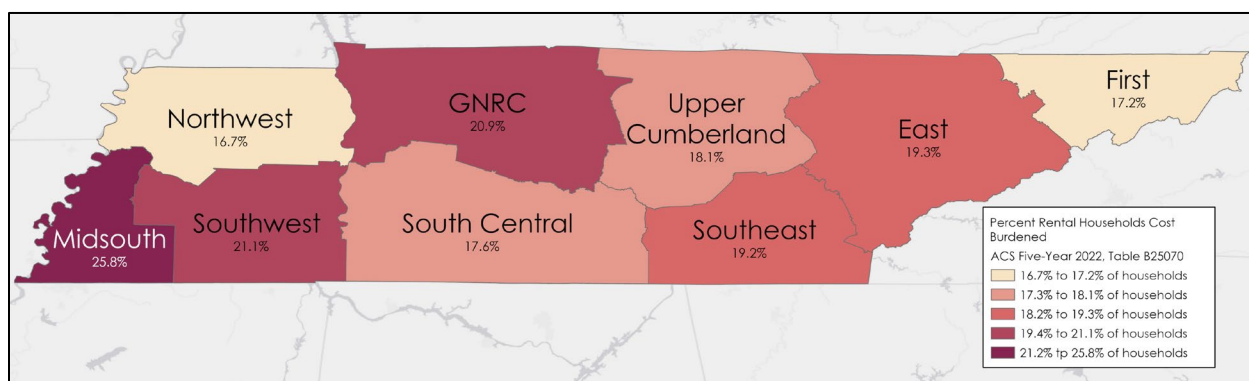 Northwest
16.7%
GNRC
20.9%
Upper
Cumberland
18.1%
East
19.3%
First
17.2%
Midsouth
25.8%
Southwest
21.1%
South Central
17.6%
Southeast
19.2%
Percent Rental Households Cost
Burdened
ACS Five-Year 2022, Table B25070
16.7% to 17.2% of households
17.3% to 18.1% of households
18.2% to 19.3% of households
19.4% to 21.1% of households
21.2% tp 25.8% of households